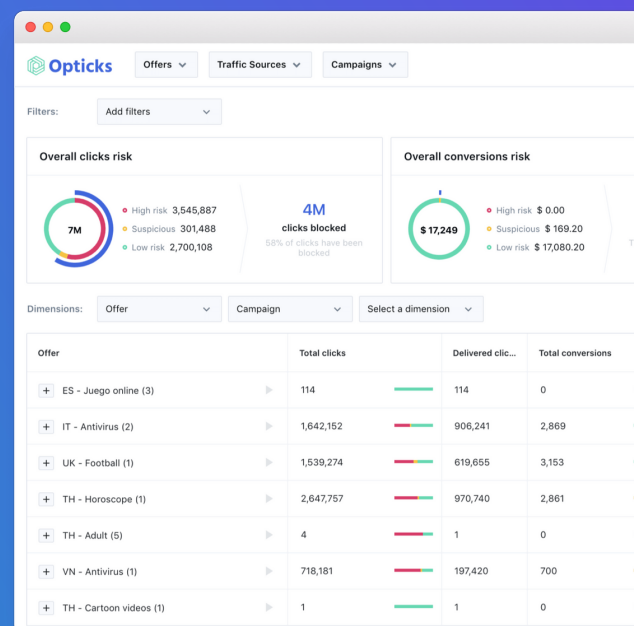 Opticks
Offers
Traffic Sources
Campaigns
Filters:
Add filters
Overall clicks risk
7M
High risk 3,545,887
Suspicious 301,488
Low risk 2,700,108
4M
clicks blocked
58% of clicks have been
blocked
Overall conversions risk
$ 17,249
High risk $ 0.00
Suspicious $ 169.20
Low risk $ 17,080.20
T
Dimensions:
Offer
Campaign
Select a dimension
Offer Total clicks Delivered clic... Total conversions
+ ES - Juego online (3) 114 114 0
+ IT - Antivirus (2) 1,642,152 906,241 2,869
+ UK - Football (1) 1,539,274 619,655 3,153
+ TH - Horoscope (1) 2,647,757 970,740 2,861
+ TH - Adult (5) 4 1 0
+ VN - Antivirus (1) 718,181 197,420 700
+ TH - Cartoon videos (1) 1 1 0